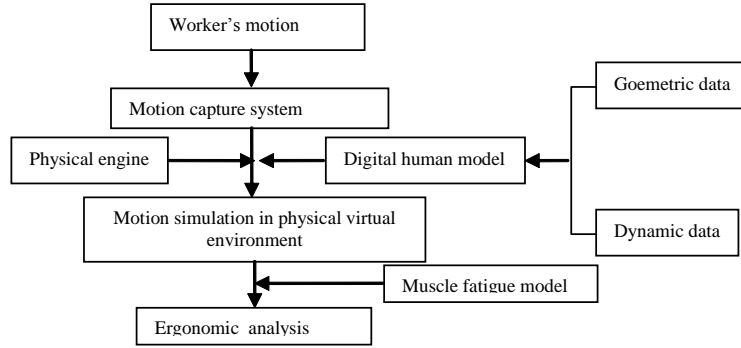 Worker's motion
Goemetric data
Motion capture system
Physical engine
Digital human model
Motion simulation in physical virtual
environment
Dynamic data
Muscle fatigue model
Ergonomic analysis